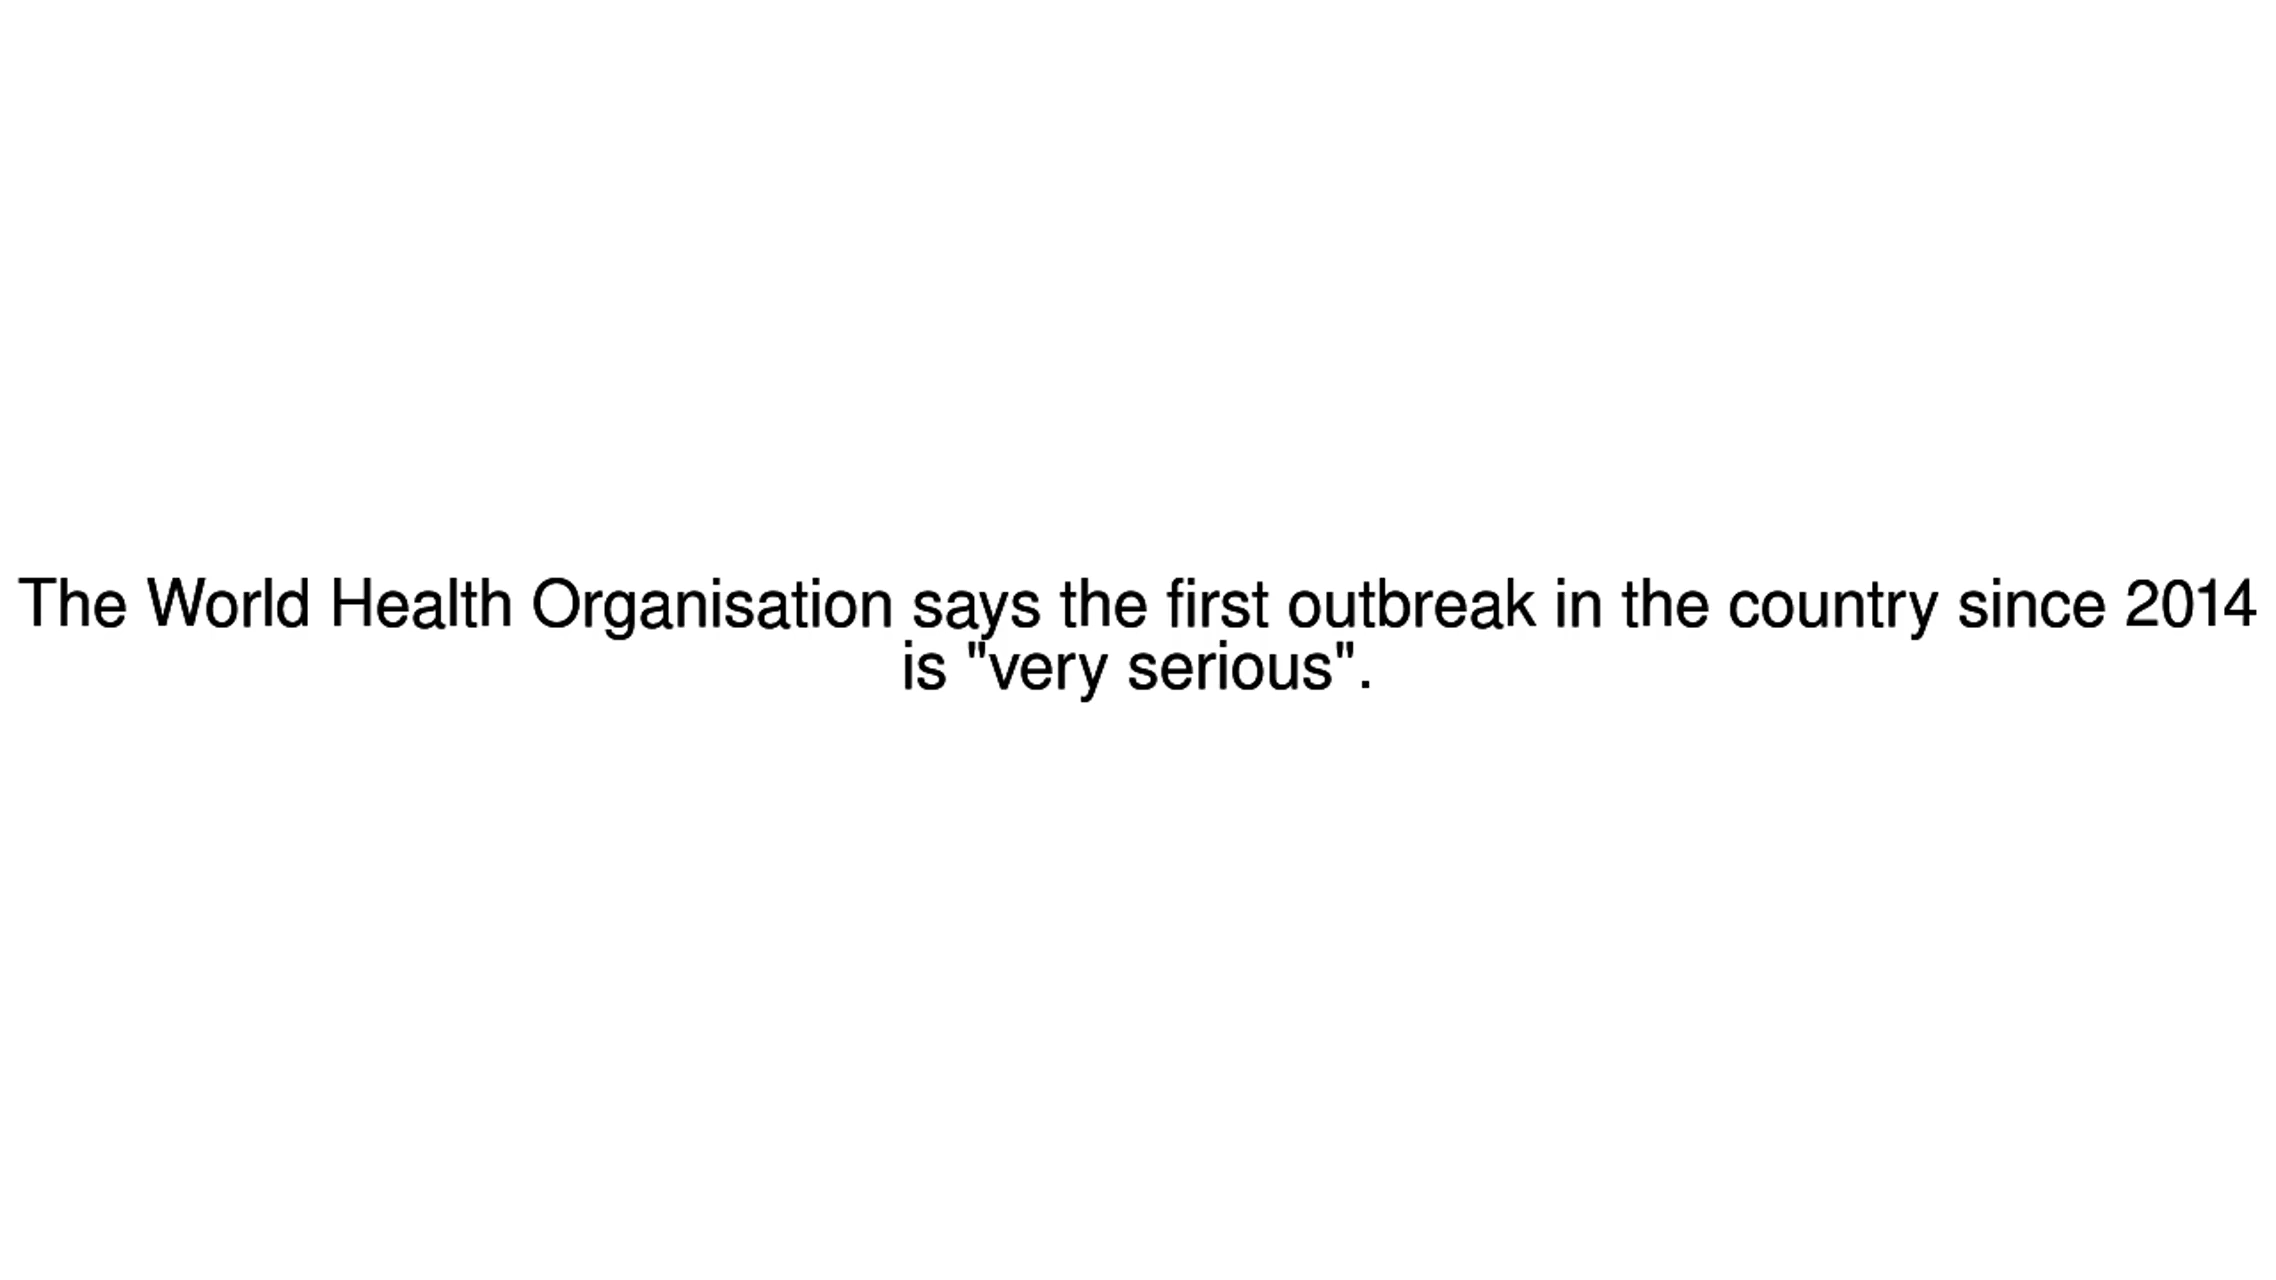 The World Health Organisation says the first outbreak in the country since 2014
is "very serious".